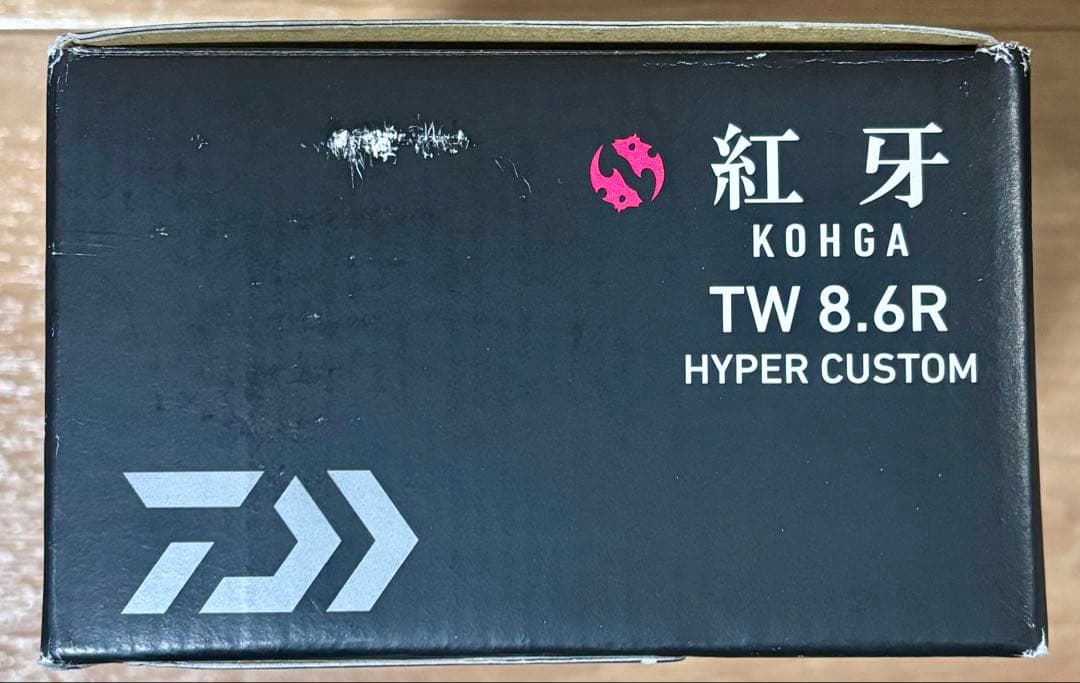 紅牙
KOHGA
TW 8.6R
HYPER CUSTOM